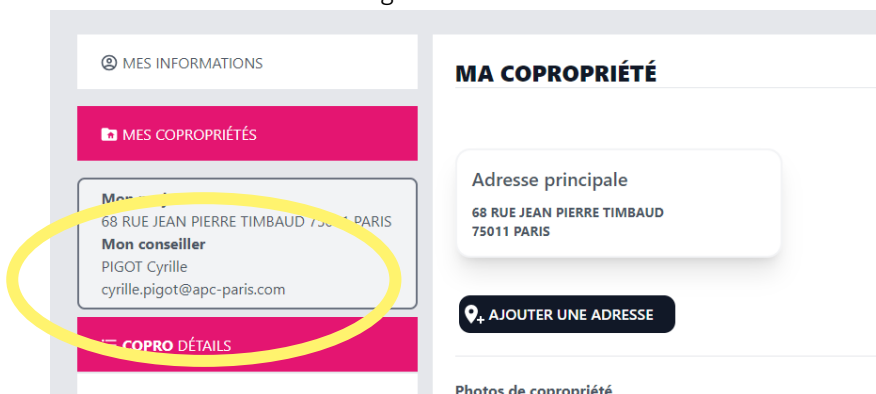 MES INFORMATIONS
MES COPROPRIÉTÉS
68 RUE JEAN PIERRE TIMBAUD PARIS
Mon conseiller
PIGOT Cyrille
cyrille.pigot@apc-paris.com
COPRO DÉTAILS
MA COPROPRIÉTÉ
Adresse principale
68 RUE JEAN PIERRE TIMBAUD
75011 PARIS
AJOUTER UNE ADRESSE
Photos de copropriété